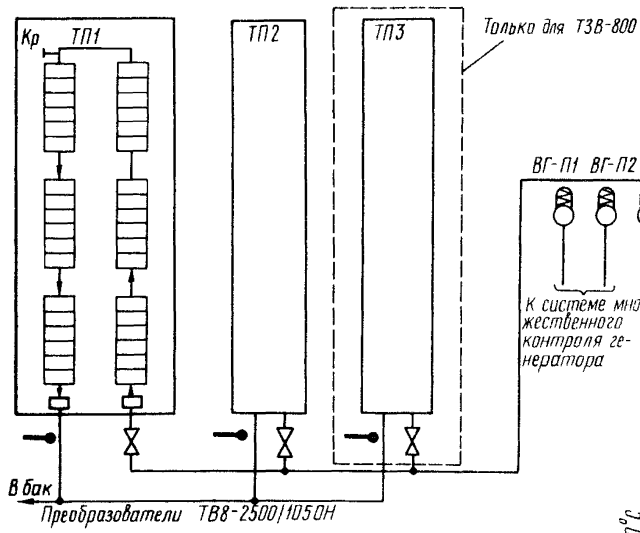 Кр
ТП1
ТП2
ТП3
Только для ТЗВ-800
ВГ-П1 ВГ-П2
К системе мно-
жественного
контроля ге-
нератора
В бак
Преобразователи ТВ8-2500/1050Н
0°С